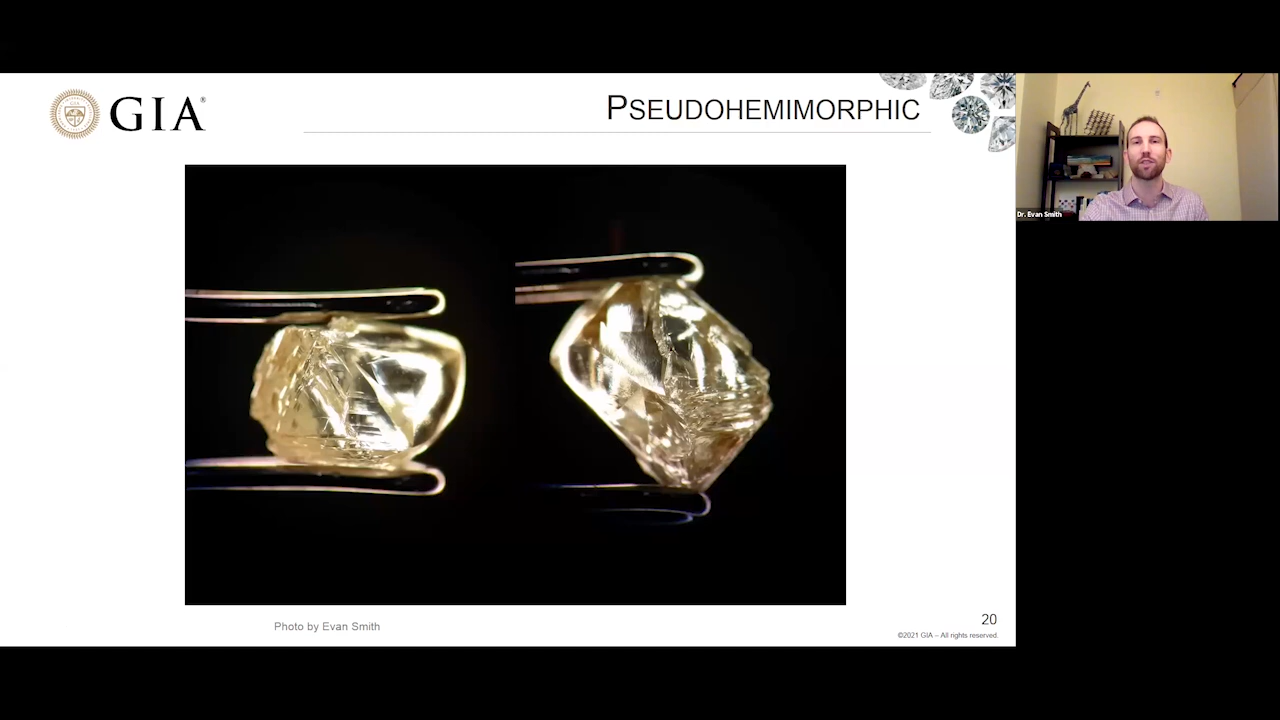 GIA®
PSEUDOHEMIMORPHIC
Dr. Evan Smith
Photo by Evan Smith
20
©2021 GIA – All rights reserved.